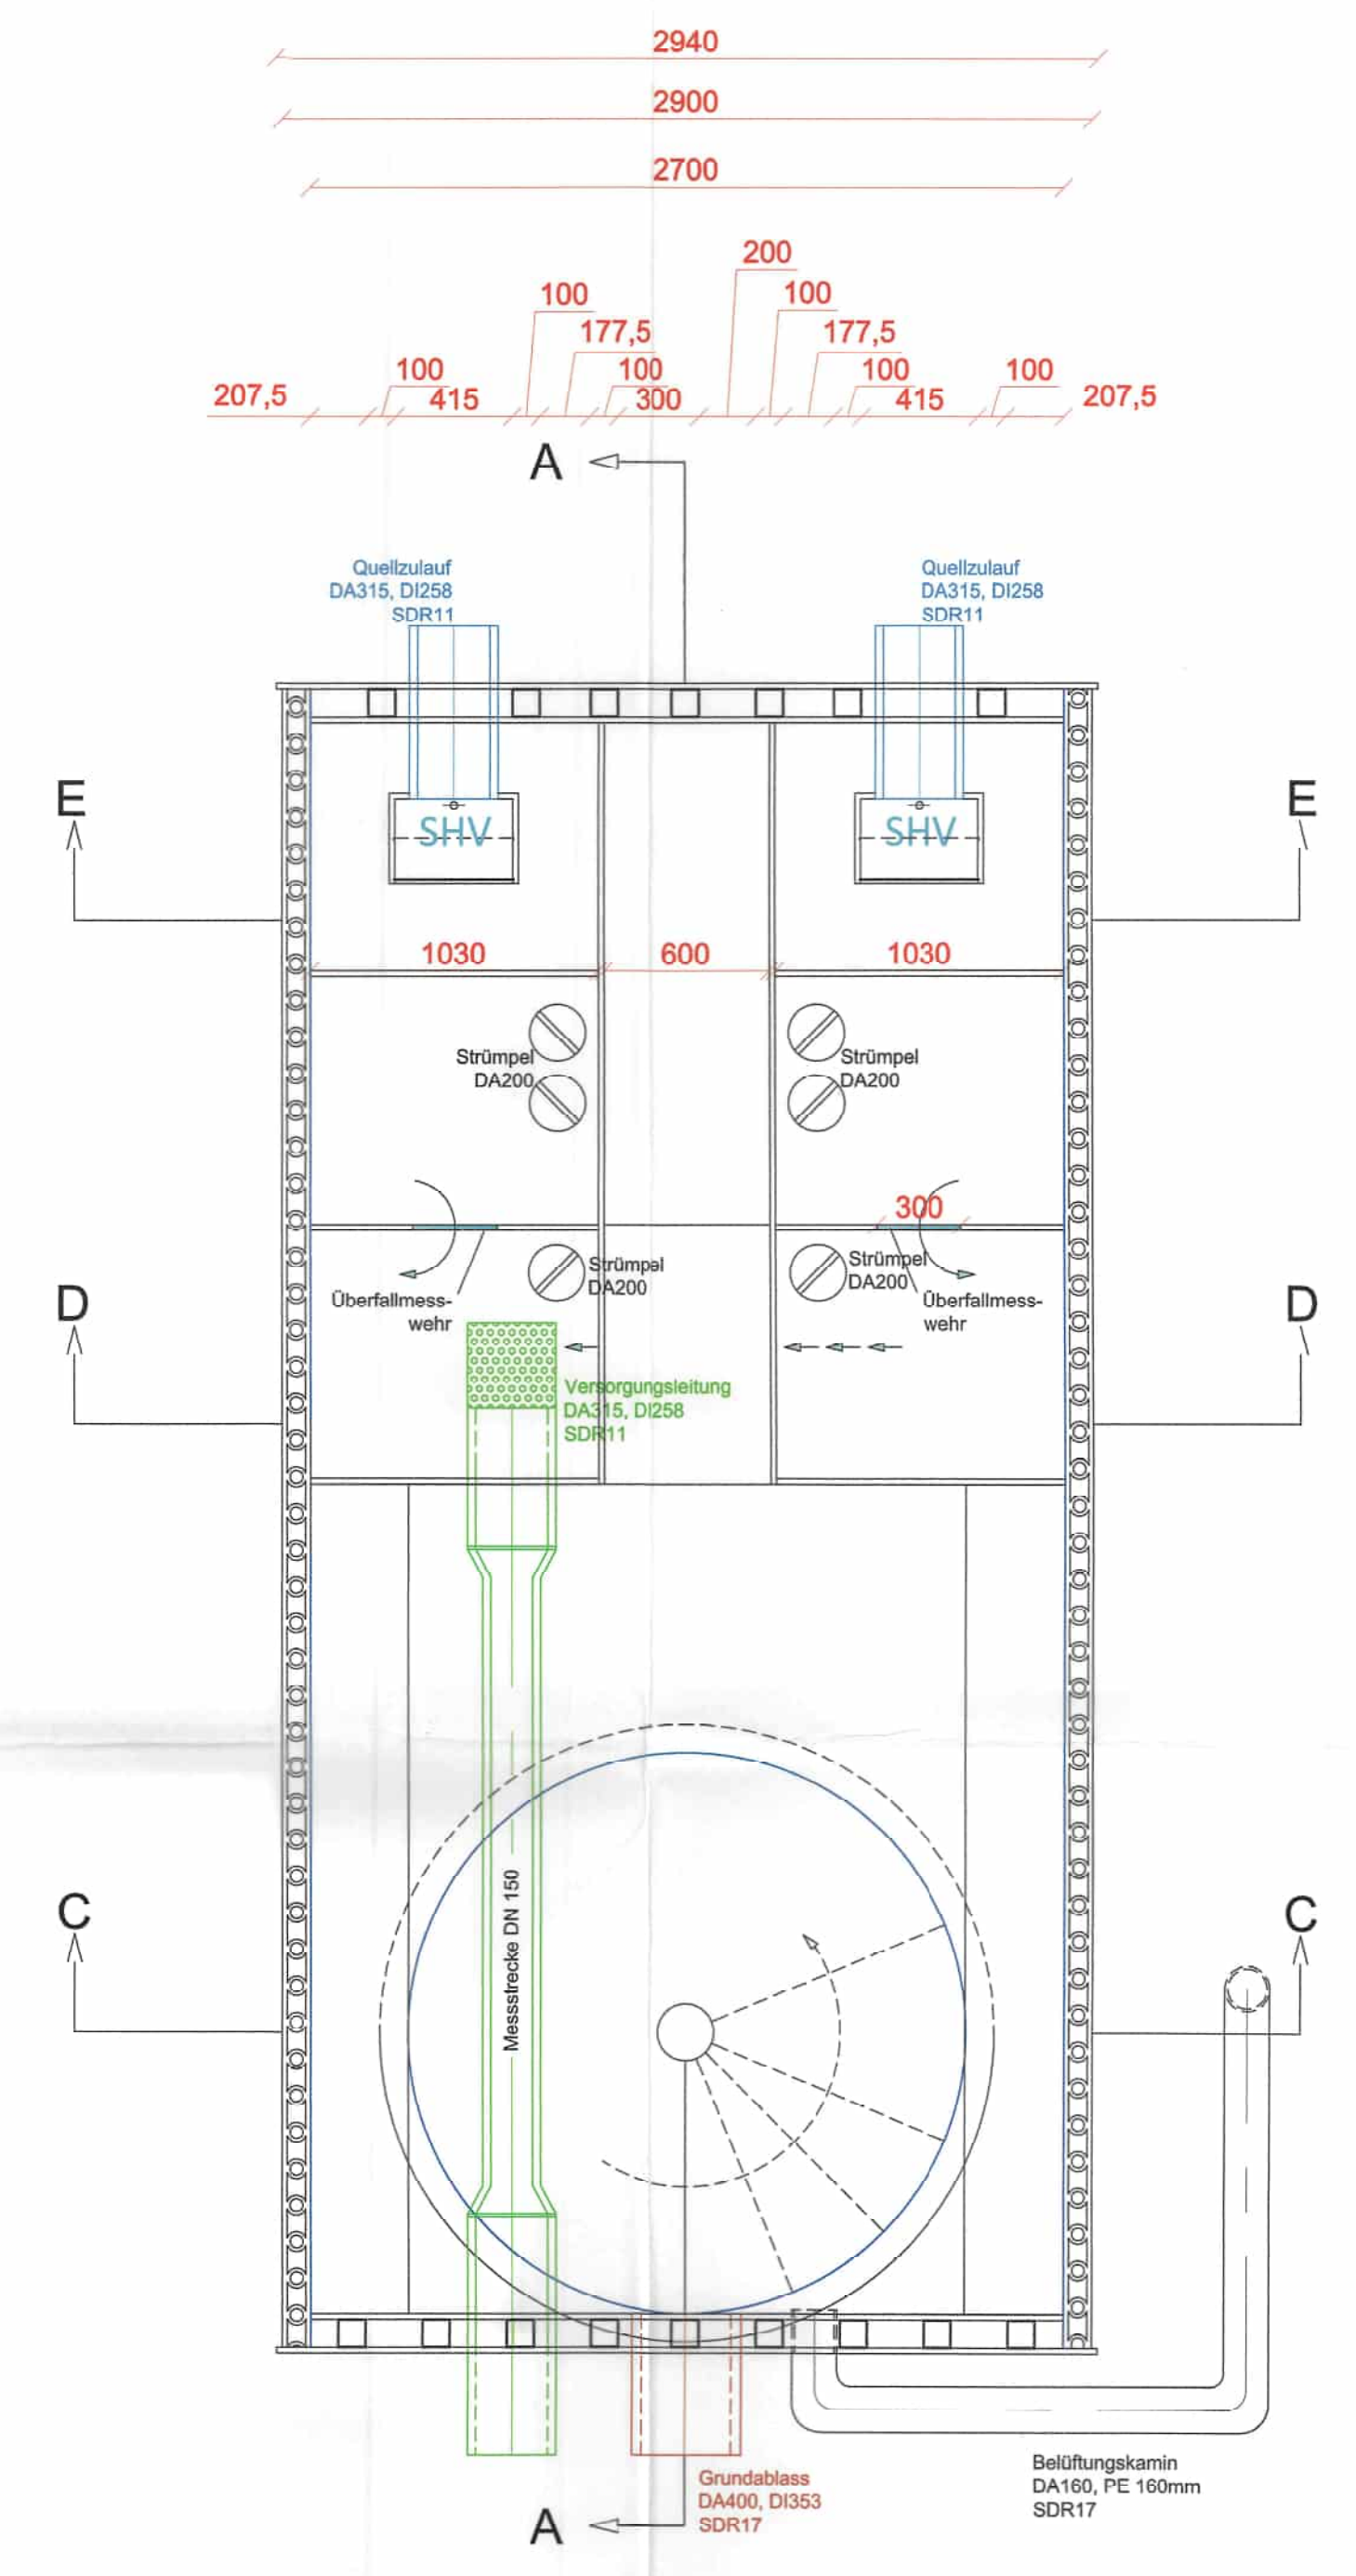 2940
2900
2700
200
100
100
177,5
177,5
100
100
100
100
207,5
415
300
415
207,5
A
Quellzulauf
DA315, DI258
SDR11
Quellzulauf
DA315, DI258
SDR11
E
E
SHV
SHV
1030
600
1030
Strümpel
DA200
Strümpel
DA200
300
Strümpel
DA200
Strümpel
DA200
D
D
Überfallmess-
wehr
Überfallmess-
wehr
Versorgungsleitung
DA315, DI258
SDR11
C
C
Messstrecke DN 150
Belüftungskamin
DA160, PE 160mm
SDR17
Grundablass
DA400, DI353
SDR17
A